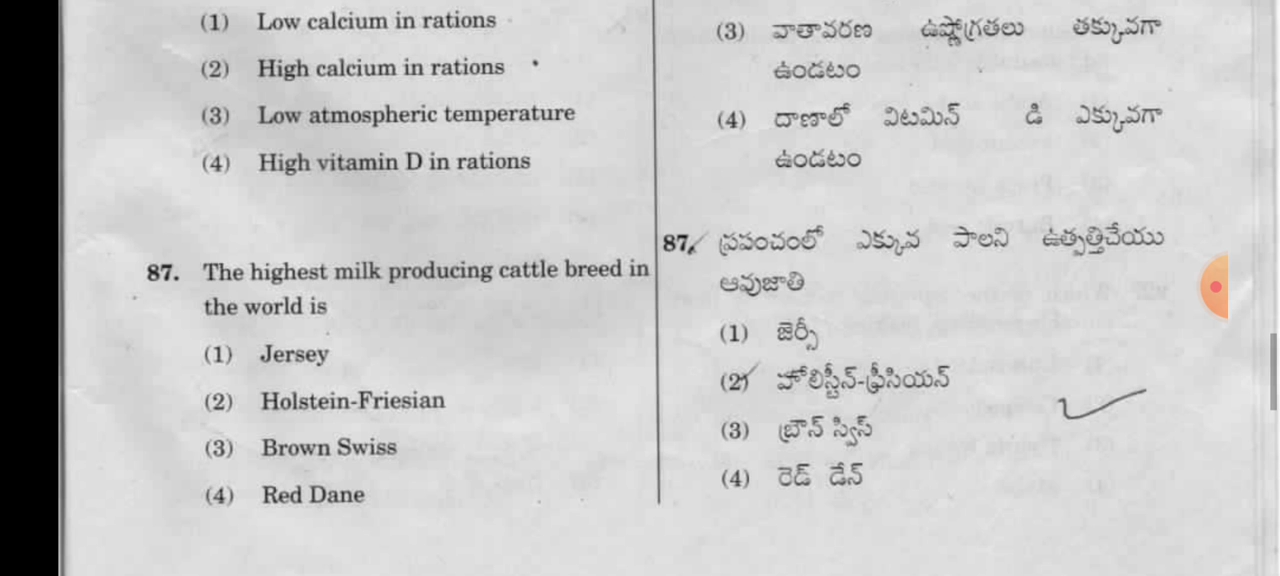 (1) Low calcium in rations
(2) High calcium in rations
(3) Low atmospheric temperature
(4) High vitamin D in rations
87. The highest milk producing cattle breed in
the world is
(1) Jersey
(2) Holstein-Friesian
(3) Brown Swiss
(4) Red Dane
(3) వాతావరణ ఉష్ణోగ్రతలు తక్కువగా
ఉండటం
(4) దాణాలో విటమిన్ డి ఎక్కువగా
ఉండటం
87. ప్రపంచంలో ఎక్కువ పాలని ఉత్పత్తిచేయు
ఆవుజాతి
(1) జెర్సీ
(2) హోలిస్టీన్-ఫ్రీసియన్
(3) బ్రౌన్ స్విస్
(4) రెడ్ డేన్